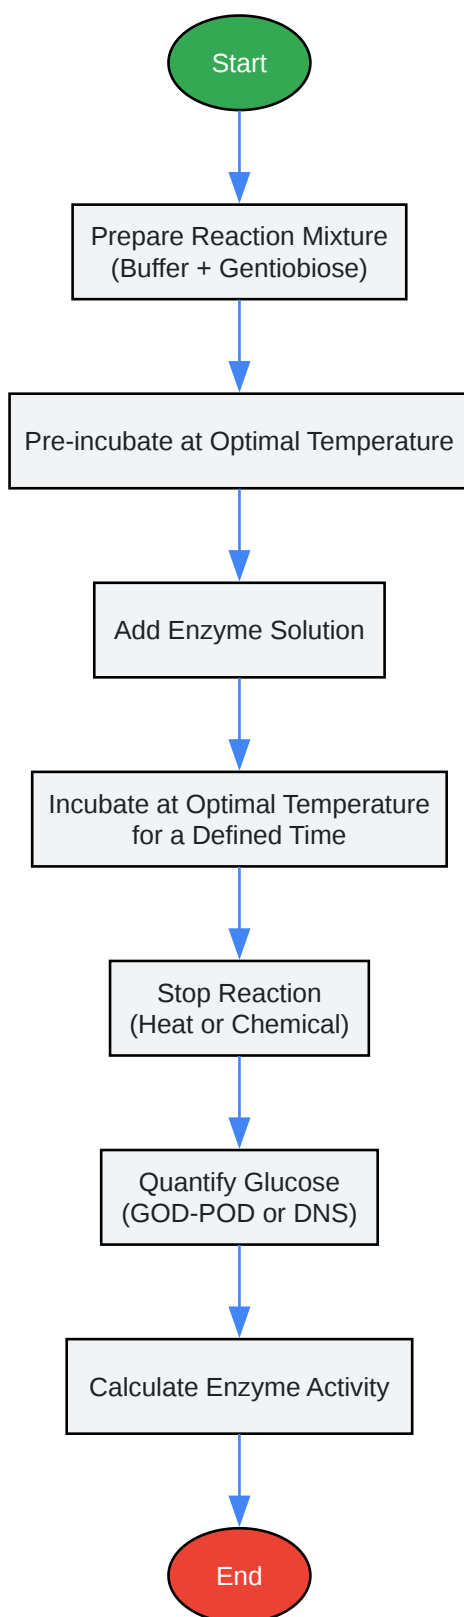 Start
Prepare Reaction Mixture
(Buffer + Gentiobiose)
Pre-incubate at Optimal Temperature
Add Enzyme Solution
Incubate at Optimal Temperature
for a Defined Time
Stop Reaction
(Heat or Chemical)
Quantify Glucose
(GOD-POD or DNS)
Calculate Enzyme Activity
End